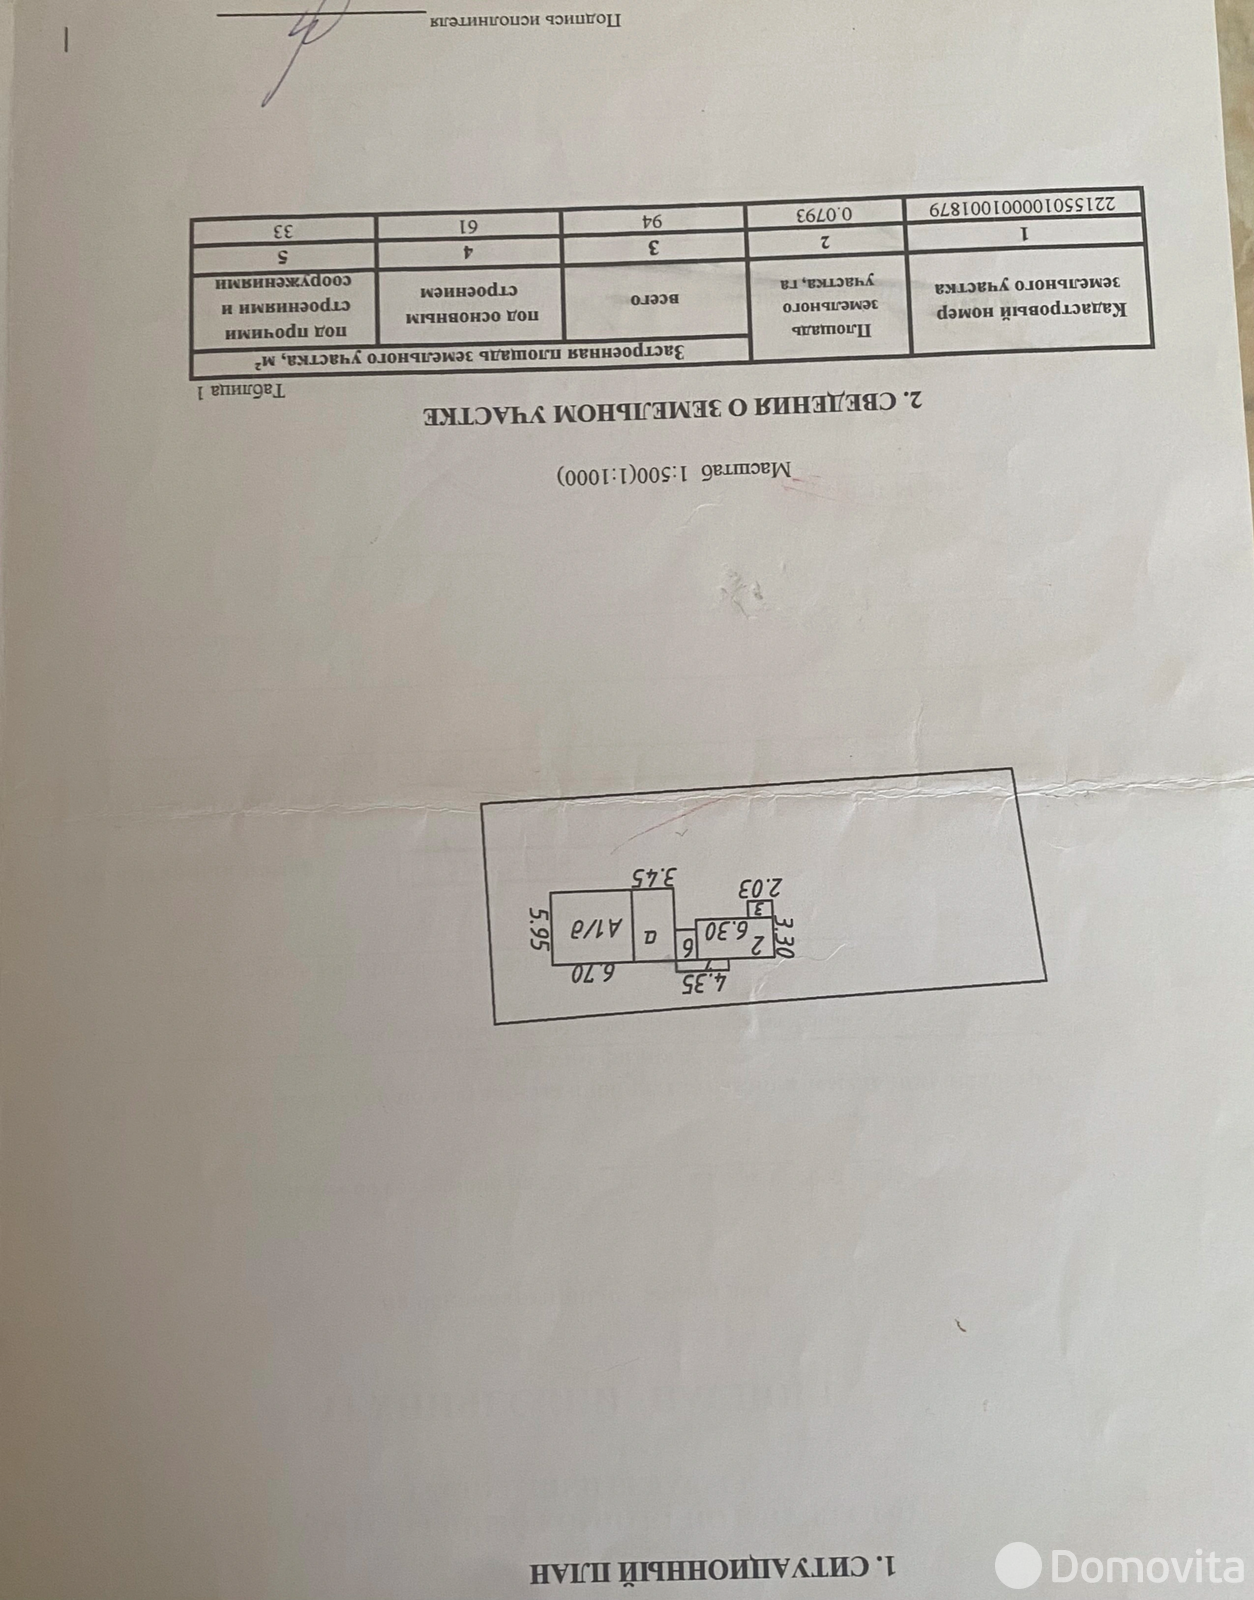 1. СИТУАЦИОННЫЙ ПЛАН
4.35
6.70
1
3.30
2
6.30
б
а
А1/д
5.95
3
2.03
3.45
Масштаб 1:500(1:1000)
2. СВЕДЕНИЯ О ЗЕМЕЛЬНОМ УЧАСТКЕ
Таблица 1
Кадастровый номер
земельного участка
Площадь
земельного
участка, га
Застроенная площадь земельного участка, м²
всего
под основным
строением
под прочими
строениями и
сооружениями
1 2 3 4 5
221550100001001879 0.0793 94 61 33
Подпись исполнителя
Domovita